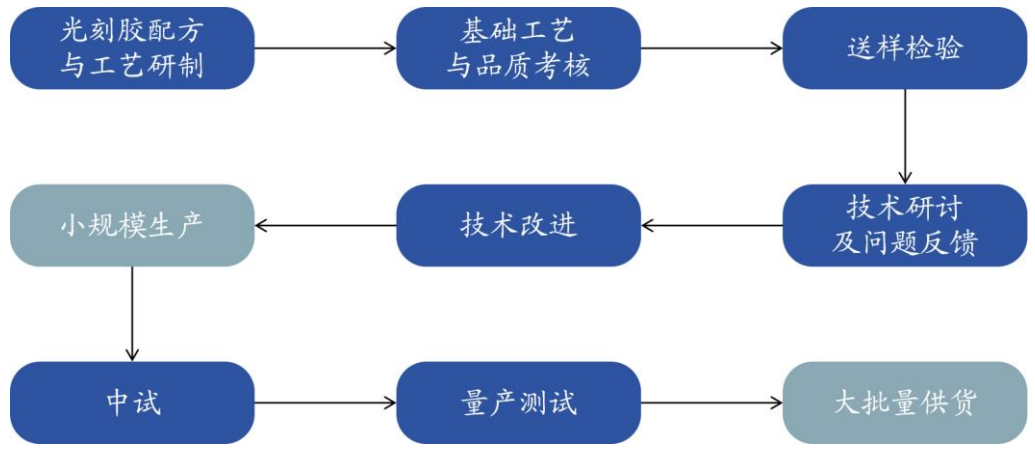 光刻胶配方
与工艺研制
基础工艺
与品质考核
送样检验
技术研讨
及问题反馈
技术改进
小规模生产
中试
量产测试
大批量供货